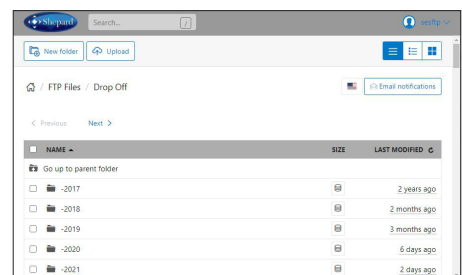 Shepard Search... / sesftp
New folder Upload
/ FTP Files / Drop Off Email notifications
Previous Next
NAME SIZE LAST MODIFIED
Go up to parent folder
-2017 2 years ago
-2018 2 months ago
-2019 3 months ago
-2020 6 days ago
-2021 2 days ago